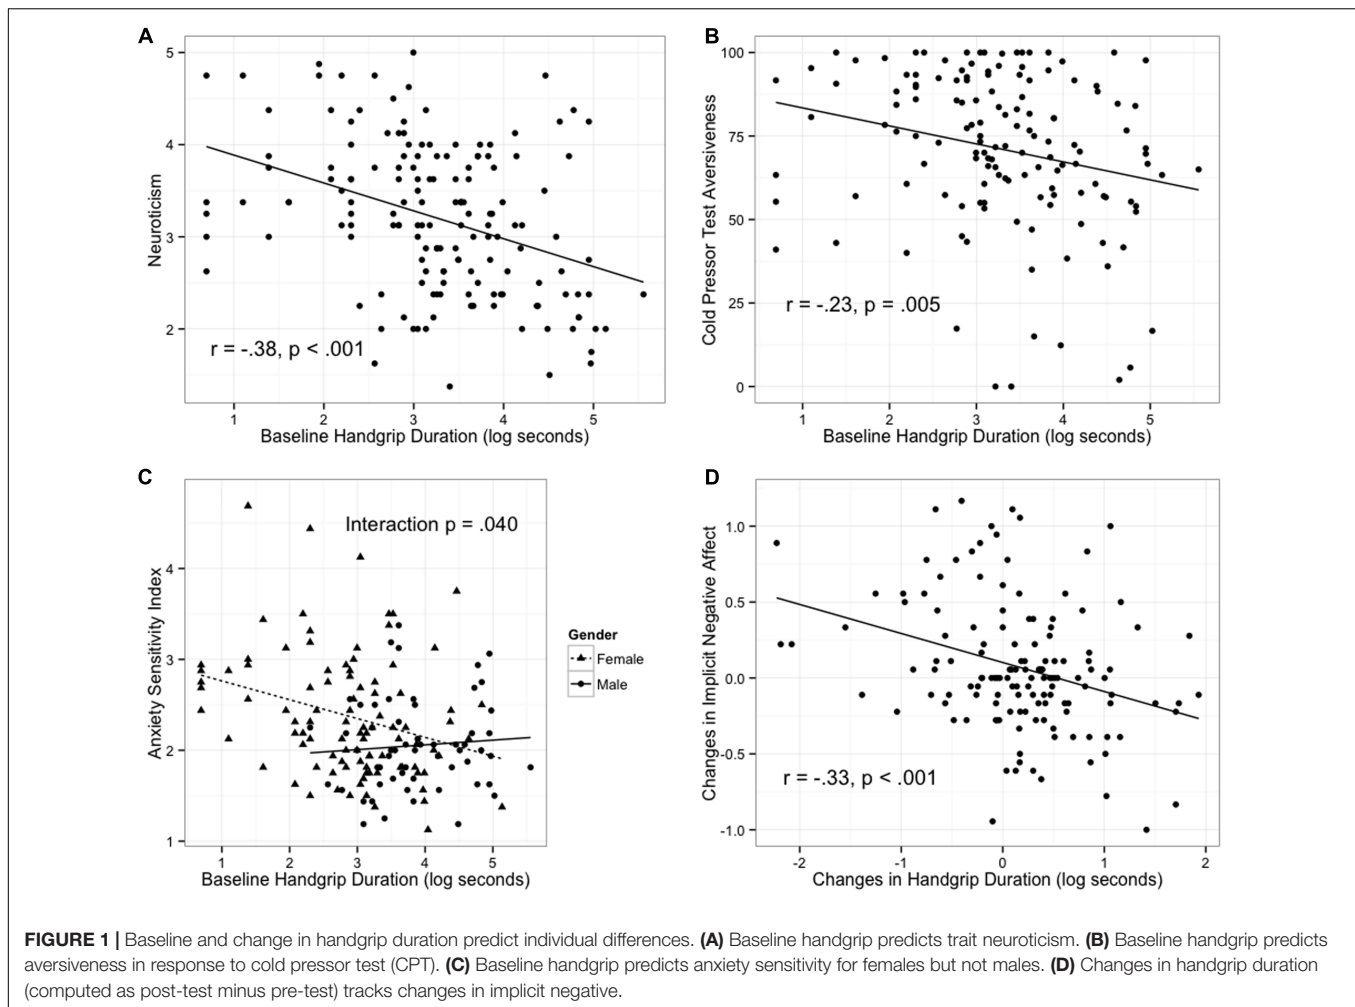 A
5
4
3
2
Neuroticism
r = -.38, p < .001
1 2 3 4 5
Baseline Handgrip Duration (log seconds)
B
100
75
50
25
0
Cold Pressor Test Aversiveness
r = -.23, p = .005
1 2 3 4 5
Baseline Handgrip Duration (log seconds)
C
4
3
2
1
Anxiety Sensitivity Index
Interaction p = .040
1 2 3 4 5
Baseline Handgrip Duration (log seconds)
Gender
Female
Male
D
1.0
0.5
0.0
-0.5
-1.0
Changes in Implicit Negative Affect
r = -.33, p < .001
-2 -1 0 1 2
Changes in Handgrip Duration (log seconds)
FIGURE 1 | Baseline and change in handgrip duration predict individual differences. (A) Baseline handgrip predicts trait neuroticism. (B) Baseline handgrip predicts
aversiveness in response to cold pressor test (CPT). (C) Baseline handgrip predicts anxiety sensitivity for females but not males. (D) Changes in handgrip duration
(computed as post-test minus pre-test) tracks changes in implicit negative.